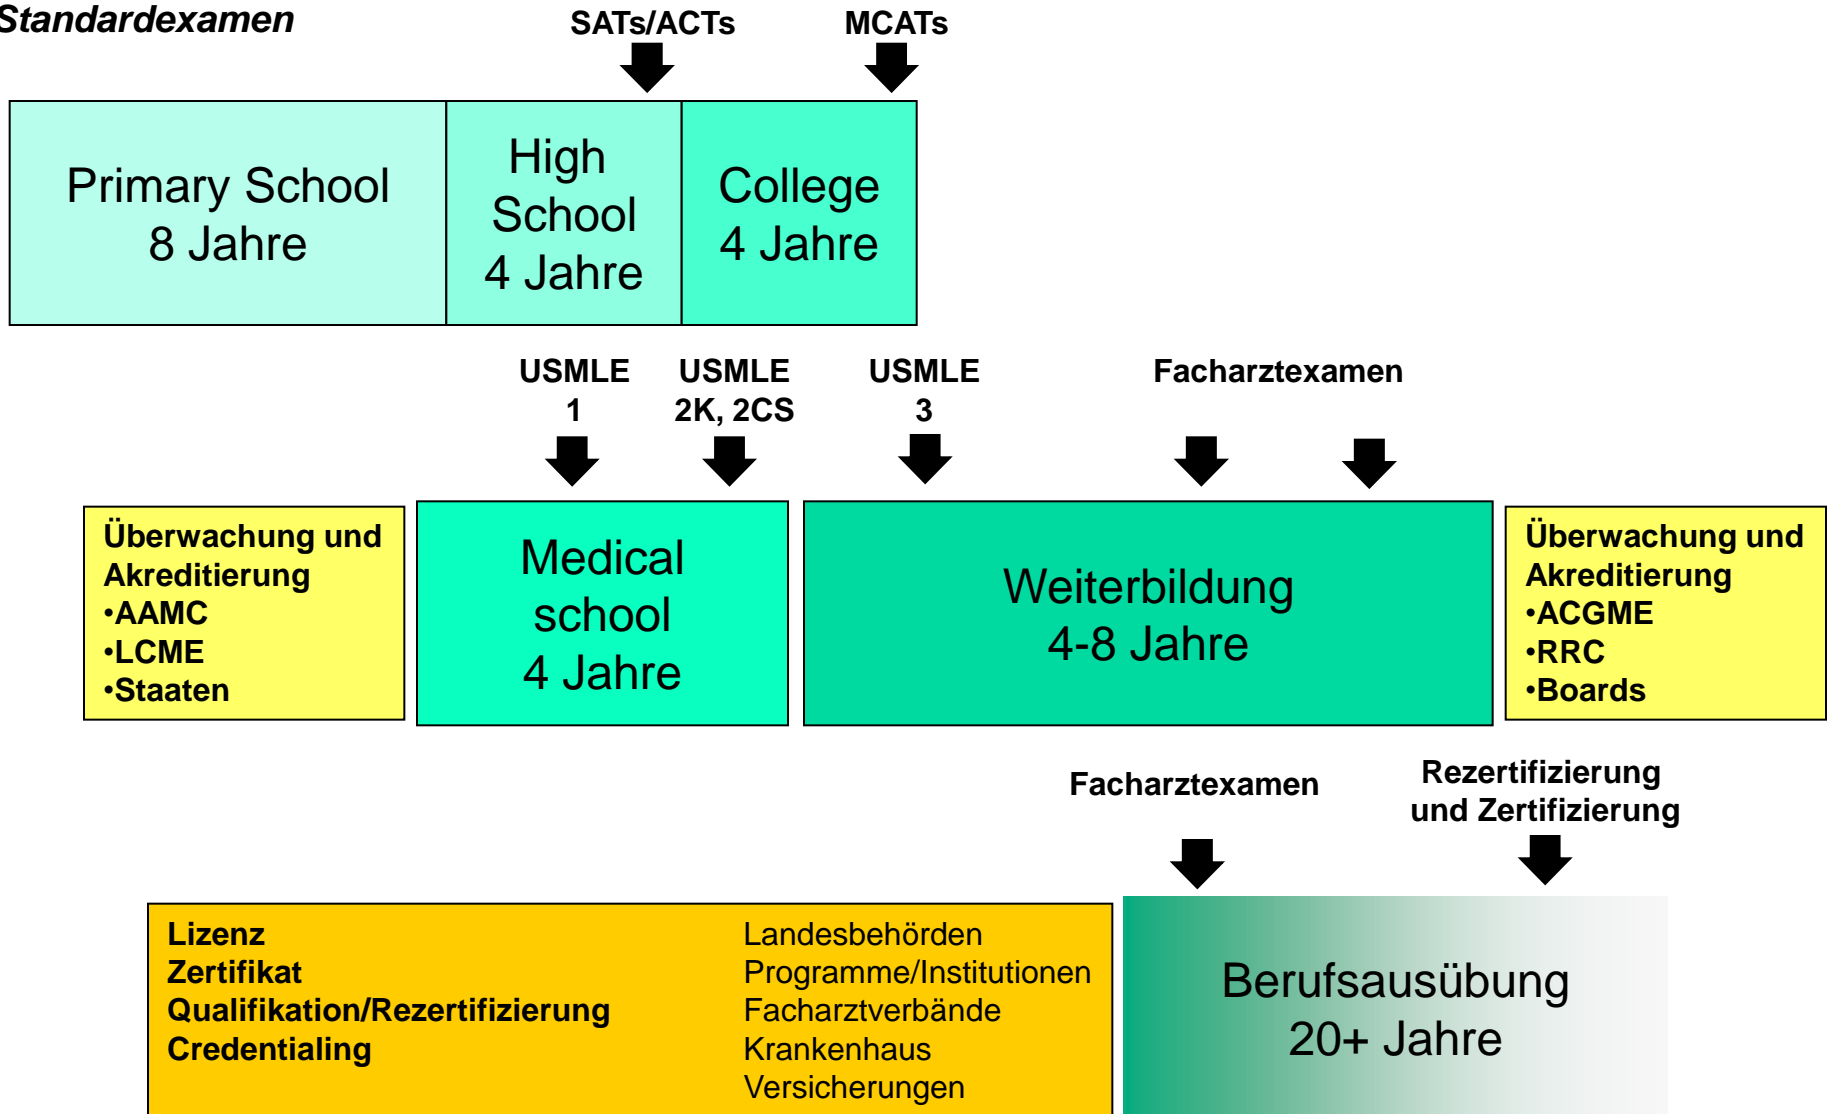 Standardexamen
SATs/ACTs
MCATs
Primary School
8 Jahre
High
School
4 Jahre
College
4 Jahre
USMLE
1
USMLE
2K, 2CS
USMLE
3
Facharztexamen
Überwachung und
Akreditierung
•AAMC
•LCME
•Staaten
Medical
school
4 Jahre
Weiterbildung
4-8 Jahre
Überwachung und
Akreditierung
•ACGME
•RRC
•Boards
Facharztexamen
Rezertifizierung
und Zertifizierung
Lizenz
Zertifikat
Qualifikation/Rezertifizierung
Credentialing
Landesbehörden
Programme/Institutionen
Facharztverbände
Krankenhaus
Versicherungen
Berufsausübung
20+ Jahre